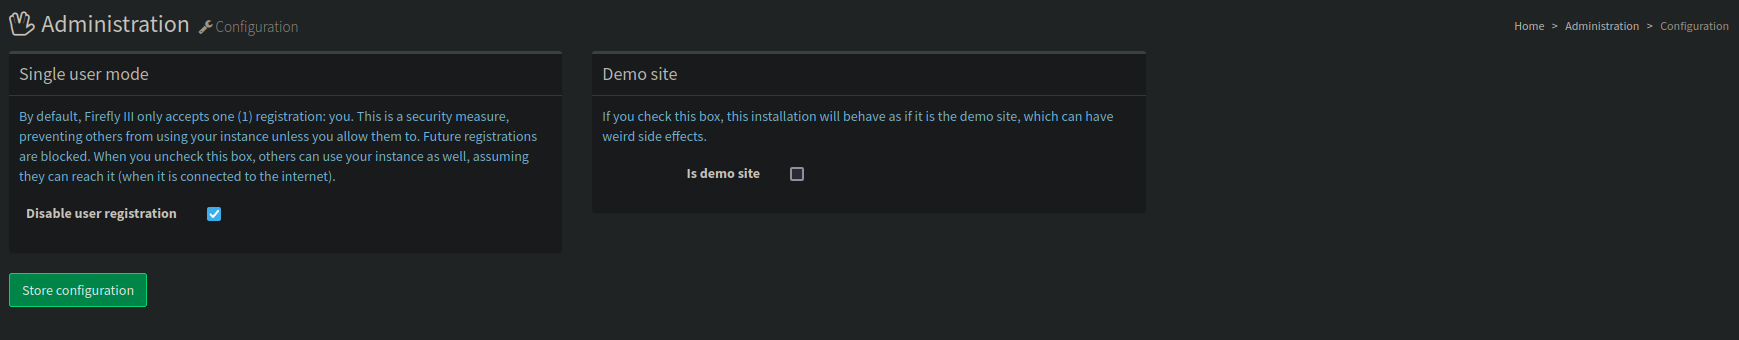 Administration Configuration
Home > Administration > Configuration
Single user mode
By default, Firefly III only accepts one (1) registration: you. This is a security measure,
preventing others from using your instance unless you allow them to. Future registrations
are blocked. When you uncheck this box, others can use your instance as well, assuming
they can reach it (when it is connected to the internet).
Disable user registration
Demo site
If you check this box, this installation will behave as if it is the demo site, which can have
weird side effects.
Is demo site
Store configuration